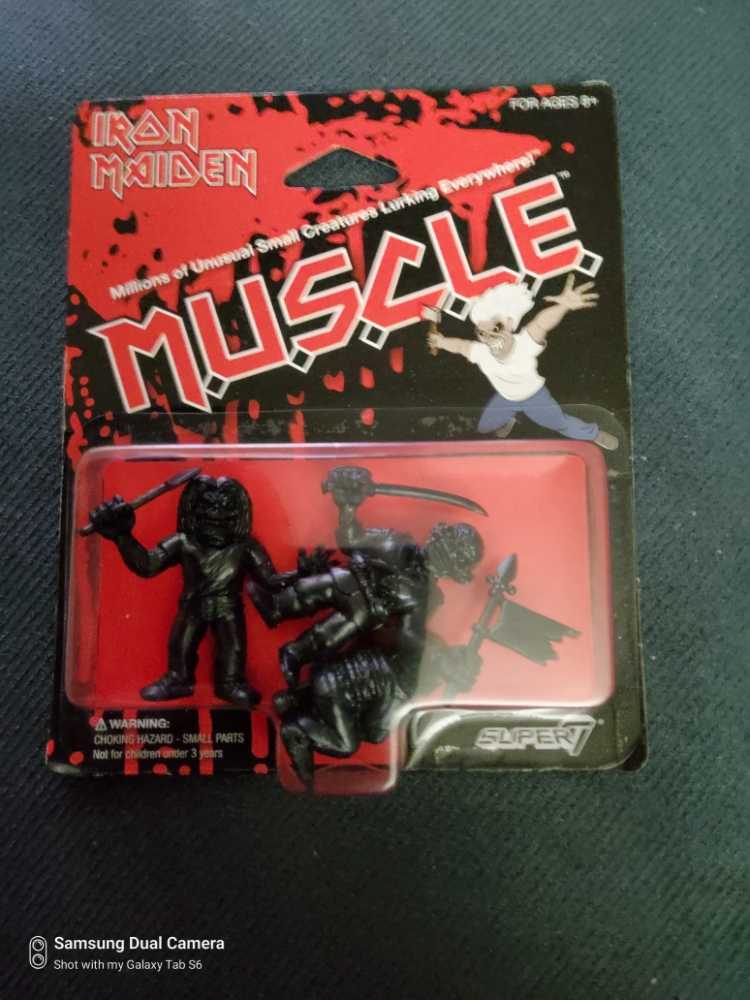 IRON
MAIDEN
FOR AGES 8+
Millions of Unusual Small Creatures Lurking Everywhere!™
M.U.S.C.L.E.™
⚠ WARNING:
CHOKING HAZARD - SMALL PARTS
Not for children under 3 years
SUPER7®
Samsung Dual Camera
Shot with my Galaxy Tab S6